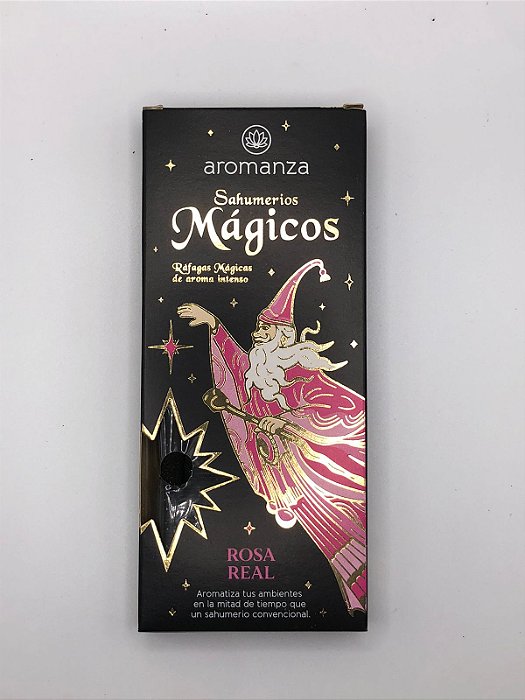 aromanza
Sahumerios
Mágicos
Ráfagas Mágicas
de aroma intenso
ROSA
REAL
Aromatiza tus ambientes
en la mitad de tiempo que
un sahumerio convencional.